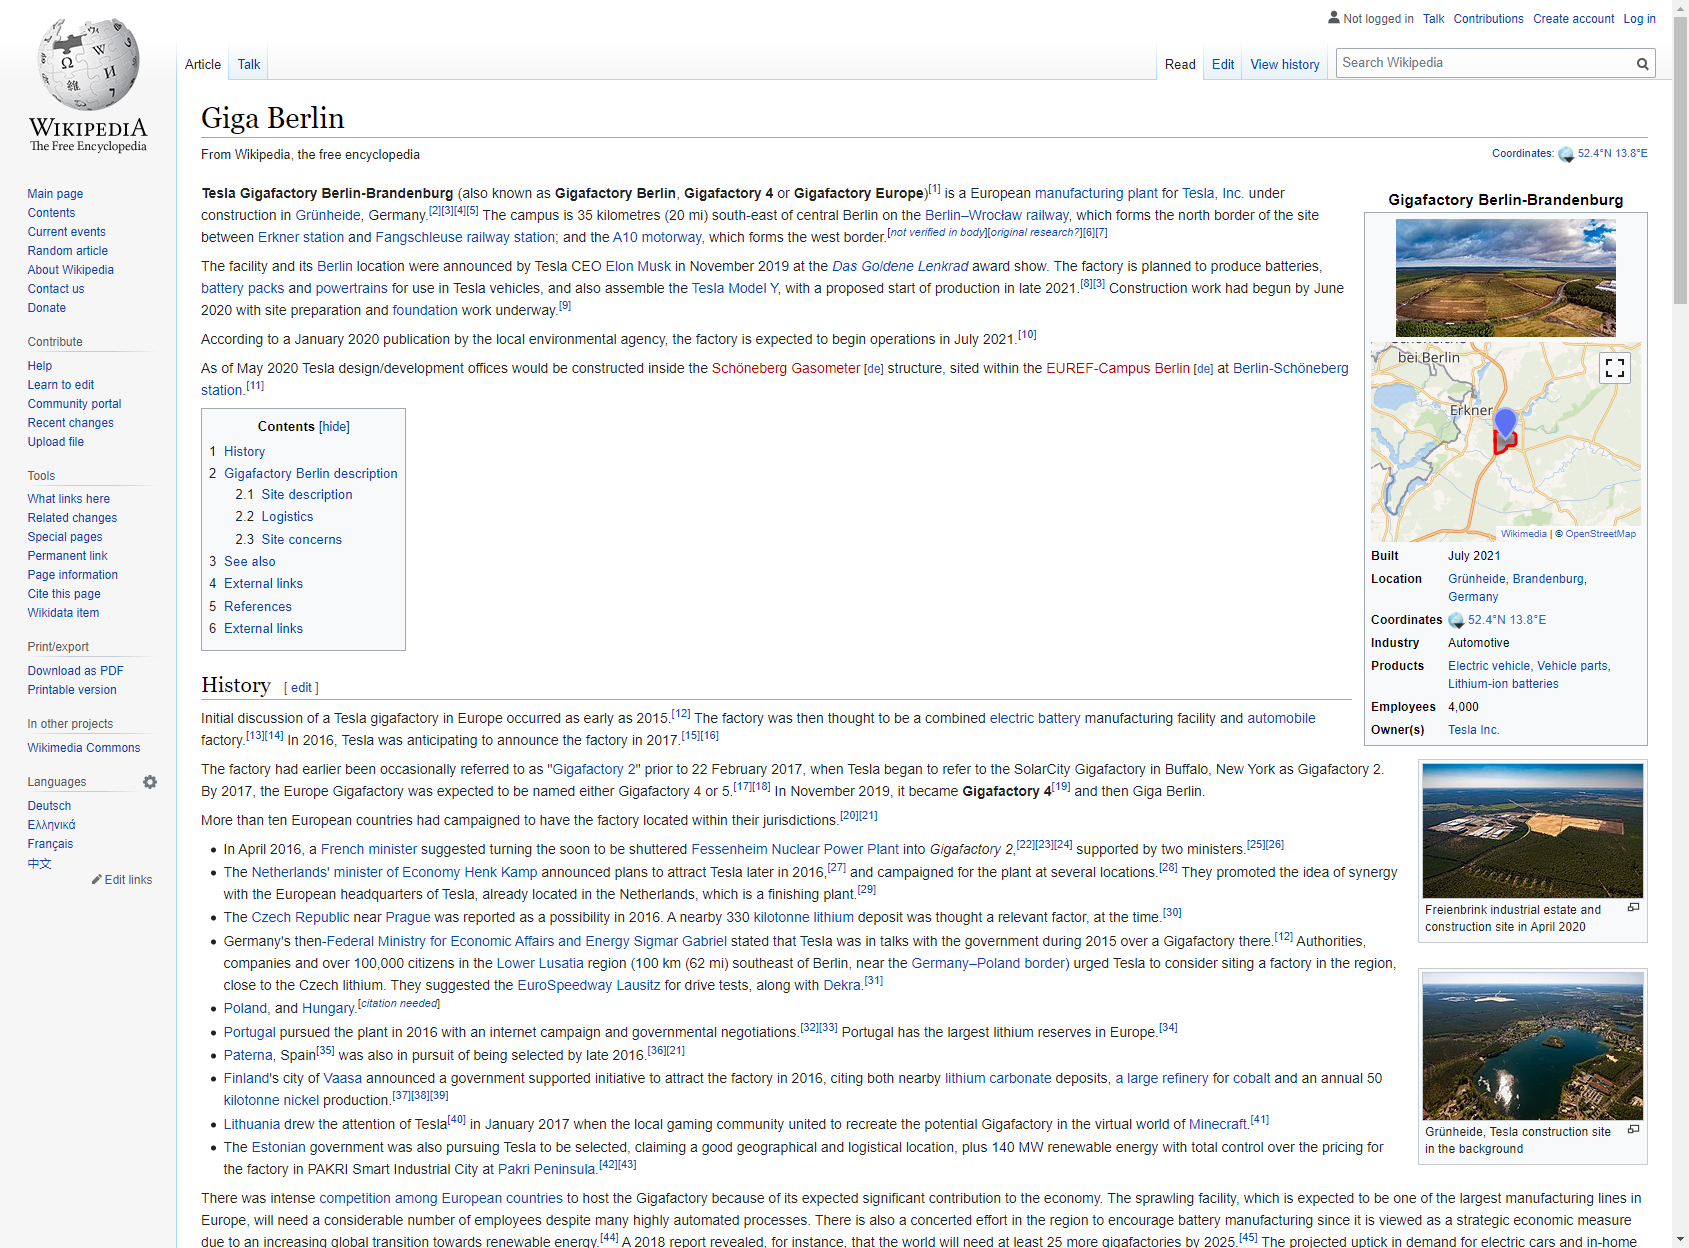 Not logged in Talk Contributions Create account Log in
Article Talk Read Edit View history Search Wikipedia
WIKIPEDIA
The Free Encyclopedia
Main page
Contents
Current events
Random article
About Wikipedia
Contact us
Donate
Contribute
Help
Learn to edit
Community portal
Recent changes
Upload file
Tools
What links here
Related changes
Special pages
Permanent link
Page information
Cite this page
Wikidata item
Print/export
Download as PDF
Printable version
In other projects
Wikimedia Commons
Languages
Deutsch
Ελληνικά
Français
中文
Edit links
Giga Berlin
From Wikipedia, the free encyclopedia
Coordinates: 52.4°N 13.8°E
Tesla Gigafactory Berlin-Brandenburg (also known as Gigafactory Berlin, Gigafactory 4 or Gigafactory Europe)[1] is a European manufacturing plant for Tesla, Inc. under
construction in Grünheide, Germany.[2][3][4][5] The campus is 35 kilometres (20 mi) south-east of central Berlin on the Berlin–Wrocław railway, which forms the north border of the site
between Erkner station and Fangschleuse railway station; and the A10 motorway, which forms the west border.[not verified in body][original research?][6][7]
The facility and its Berlin location were announced by Tesla CEO Elon Musk in November 2019 at the Das Goldene Lenkrad award show. The factory is planned to produce batteries,
battery packs and powertrains for use in Tesla vehicles, and also assemble the Tesla Model Y, with a proposed start of production in late 2021.[8][3] Construction work had begun by June
2020 with site preparation and foundation work underway.[9]
According to a January 2020 publication by the local environmental agency, the factory is expected to begin operations in July 2021.[10]
As of May 2020 Tesla design/development offices would be constructed inside the Schöneberg Gasometer [de] structure, sited within the EUREF-Campus Berlin [de] at Berlin-Schöneberg
station.[11]
Gigafactory Berlin-Brandenburg
bei Berlin
Erkner
Wikimedia | © OpenStreetMap
Built July 2021
Location Grünheide, Brandenburg,
Germany
Coordinates 52.4°N 13.8°E
Industry Automotive
Products Electric vehicle, Vehicle parts,
Lithium-ion batteries
Employees 4,000
Owner(s) Tesla Inc.
Contents [hide]
1 History
2 Gigafactory Berlin description
2.1 Site description
2.2 Logistics
2.3 Site concerns
3 See also
4 External links
5 References
6 External links
History [ edit ]
Initial discussion of a Tesla gigafactory in Europe occurred as early as 2015.[12] The factory was then thought to be a combined electric battery manufacturing facility and automobile
factory.[13][14] In 2016, Tesla was anticipating to announce the factory in 2017.[15][16]
The factory had earlier been occasionally referred to as "Gigafactory 2" prior to 22 February 2017, when Tesla began to refer to the SolarCity Gigafactory in Buffalo, New York as Gigafactory 2.
By 2017, the Europe Gigafactory was expected to be named either Gigafactory 4 or 5.[17][18] In November 2019, it became Gigafactory 4[19] and then Giga Berlin.
More than ten European countries had campaigned to have the factory located within their jurisdictions.[20][21]
• In April 2016, a French minister suggested turning the soon to be shuttered Fessenheim Nuclear Power Plant into Gigafactory 2,[22][23][24] supported by two ministers.[25][26]
• The Netherlands' minister of Economy Henk Kamp announced plans to attract Tesla later in 2016,[27] and campaigned for the plant at several locations.[28] They promoted the idea of synergy
with the European headquarters of Tesla, already located in the Netherlands, which is a finishing plant.[29]
• The Czech Republic near Prague was reported as a possibility in 2016. A nearby 330 kilotonne lithium deposit was thought a relevant factor, at the time.[30]
• Germany's then-Federal Ministry for Economic Affairs and Energy Sigmar Gabriel stated that Tesla was in talks with the government during 2015 over a Gigafactory there.[12] Authorities,
companies and over 100,000 citizens in the Lower Lusatia region (100 km (62 mi) southeast of Berlin, near the Germany–Poland border) urged Tesla to consider siting a factory in the region,
close to the Czech lithium. They suggested the EuroSpeedway Lausitz for drive tests, along with Dekra.[31]
• Poland, and Hungary.[citation needed]
• Portugal pursued the plant in 2016 with an internet campaign and governmental negotiations.[32][33] Portugal has the largest lithium reserves in Europe.[34]
• Paterna, Spain[35] was also in pursuit of being selected by late 2016.[36][21]
• Finland's city of Vaasa announced a government supported initiative to attract the factory in 2016, citing both nearby lithium carbonate deposits, a large refinery for cobalt and an annual 50
kilotonne nickel production.[37][38][39]
• Lithuania drew the attention of Tesla[40] in January 2017 when the local gaming community united to recreate the potential Gigafactory in the virtual world of Minecraft.[41]
• The Estonian government was also pursuing Tesla to be selected, claiming a good geographical and logistical location, plus 140 MW renewable energy with total control over the pricing for
the factory in PAKRI Smart Industrial City at Pakri Peninsula.[42][43]
Freienbrink industrial estate and
construction site in April 2020
Grünheide, Tesla construction site
in the background
There was intense competition among European countries to host the Gigafactory because of its expected significant contribution to the economy. The sprawling facility, which is expected to be one of the largest manufacturing lines in
Europe, will need a considerable number of employees despite many highly automated processes. There is also a concerted effort in the region to encourage battery manufacturing since it is viewed as a strategic economic measure
due to an increasing global transition towards renewable energy.[44] A 2018 report revealed, for instance, that the world will need at least 25 more gigafactories by 2025.[45] The projected uptick in demand for electric cars and in-home